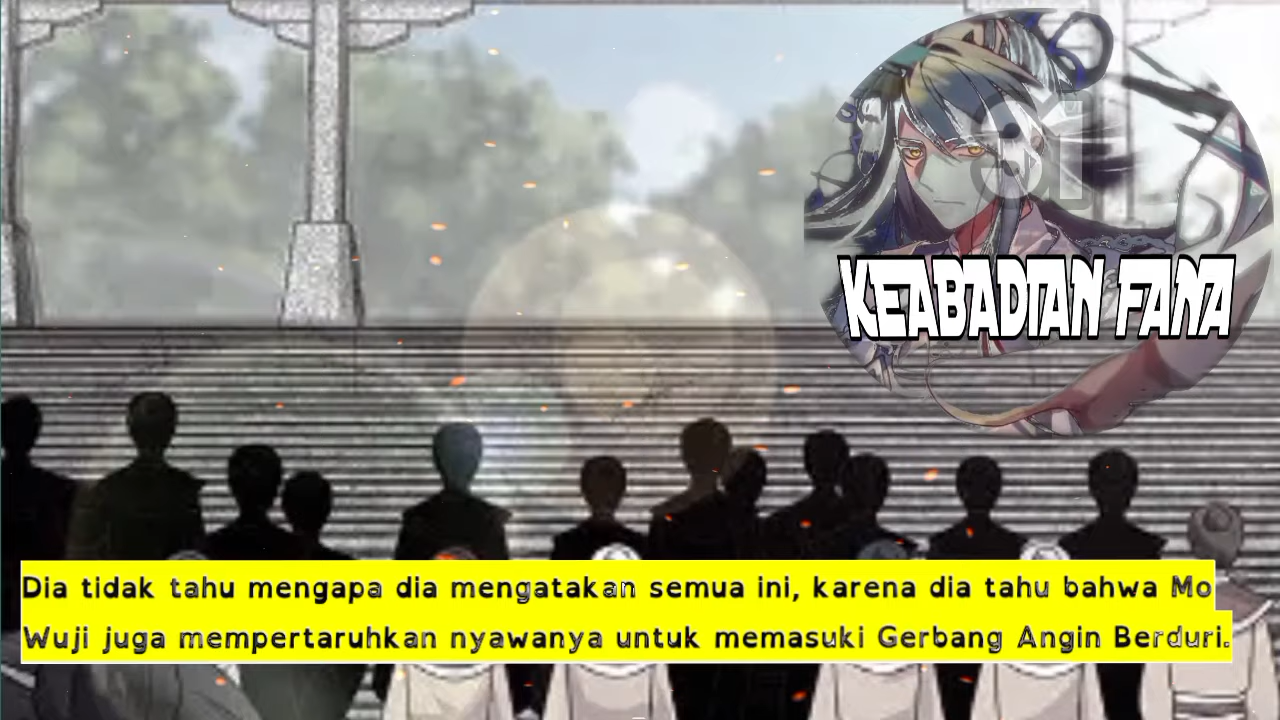 KEABADIAN FANA
Dia tidak tahu mengapa dia mengatakan semua ini, karena dia tahu bahwa Mo
Wuji juga mempertaruhkan nyawanya untuk memasuki Gerbang Angin Berduri.